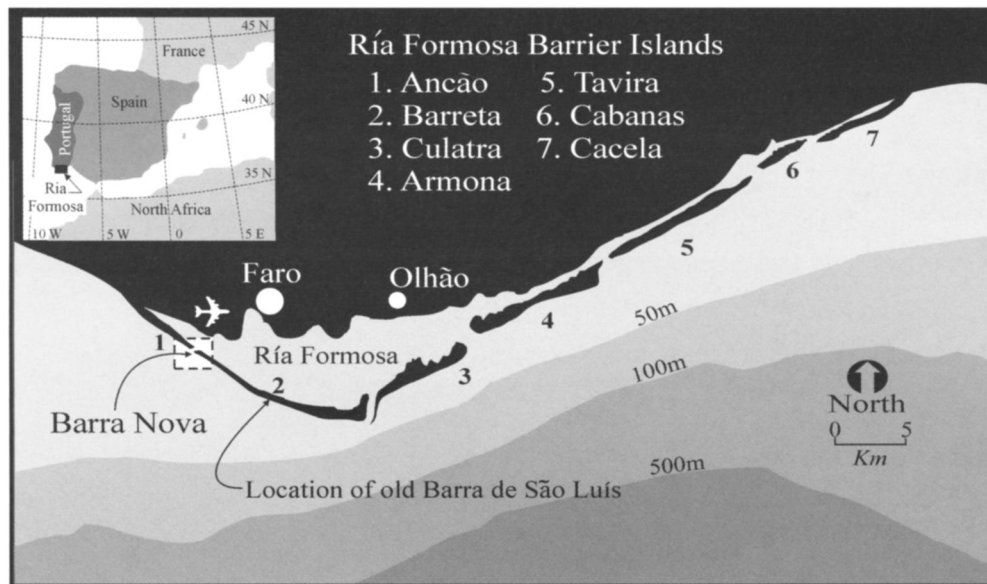 45 N
France
Spain
40 N
Portugal
35 N
Ria
Formosa
North Africa
10 W
5 W
0
5 E
Ría Formosa Barrier Islands
1. Ancão
5. Tavira
2. Barreta
6. Cabanas
3. Culatra
7. Cacela
4. Armona
7
6
5
Faro
Olhão
50m
4
1
Ría Formosa
3
100m
2
North
Barra Nova
0 5
Km
500m
Location of old Barra de São Luís